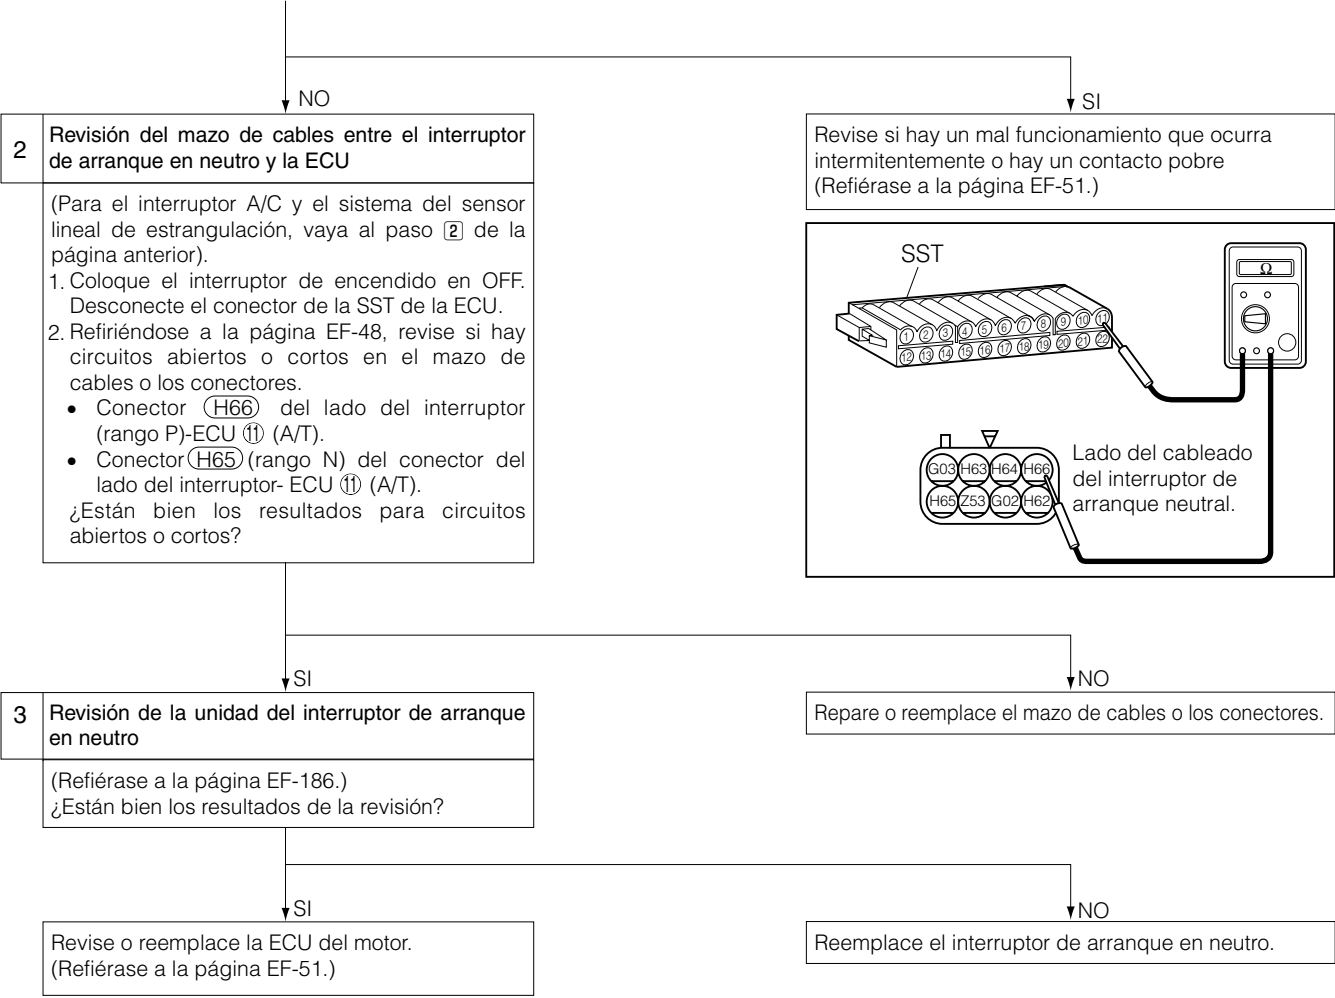 NO
2
Revisión del mazo de cables entre el interruptor
de arranque en neutro y la ECU
(Para el interruptor A/C y el sistema del sensor
lineal de estrangulación, vaya al paso 2 de la
página anterior).
1. Coloque el interruptor de encendido en OFF.
Desconecte el conector de la SST de la ECU.
2. Refiriéndose a la página EF-48, revise si hay
circuitos abiertos o cortos en el mazo de
cables o los conectores.
• Conector H66 del lado del interruptor
(rango P)-ECU ⑪ (A/T).
• Conector H65 (rango N) del conector del
lado del interruptor- ECU ⑪ (A/T).
¿Están bien los resultados para circuitos
abiertos o cortos?
SI
Revise si hay un mal funcionamiento que ocurra
intermitentemente o hay un contacto pobre
(Refiérase a la página EF-51.)
SST
Ω
① ② ③ ④ ⑤ ⑥ ⑦ ⑧ ⑨ ⑩ ⑪
⑫ ⑬ ⑭ ⑮ ⑯ ⑰ ⑱ ⑲ ⑳ ㉑ ㉒
G03 H63 H64 H66
H65 Z53 G02 H62
Lado del cableado
del interruptor de
arranque neutral.
SI
3
Revisión de la unidad del interruptor de arranque
en neutro
(Refiérase a la página EF-186.)
¿Están bien los resultados de la revisión?
NO
Repare o reemplace el mazo de cables o los conectores.
SI
Revise o reemplace la ECU del motor.
(Refiérase a la página EF-51.)
NO
Reemplace el interruptor de arranque en neutro.